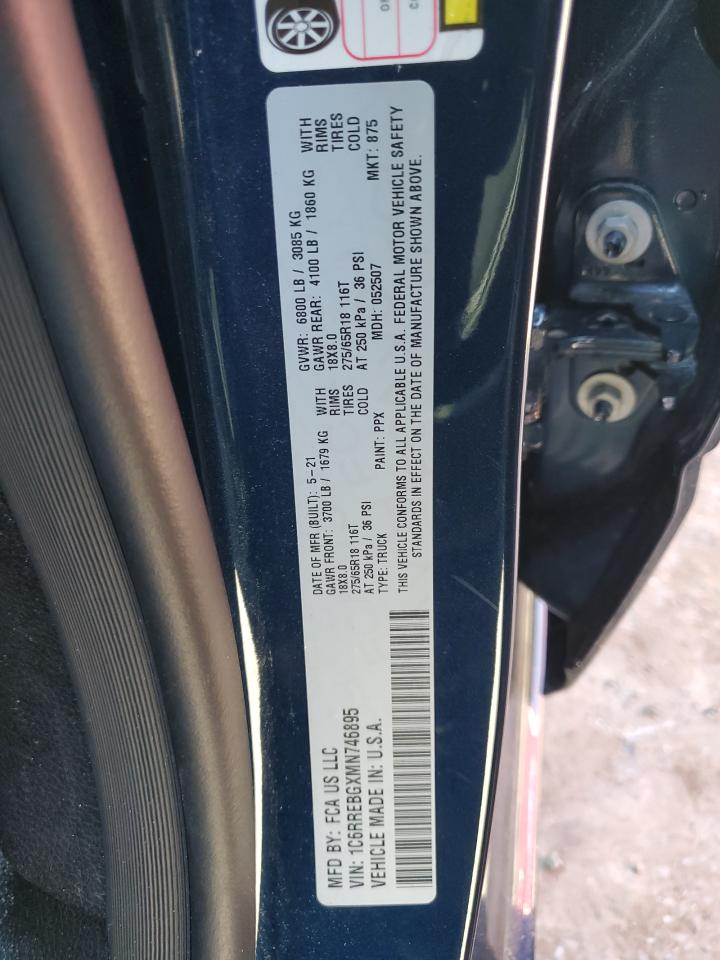 MFD BY: FCA US LLC
VIN: 1C6RREBGXMN746895
VEHICLE MADE IN: U.S.A.
DATE OF MFR (BUILT): 5-21
GAWR FRONT: 3700 LB / 1679 KG WITH
18X8.0 RIMS
275/65R18 116T TIRES
AT 250 kPa / 36 PSI COLD
TYPE: TRUCK PAINT: PPX
GVWR: 6800 LB / 3085 KG
GAWR REAR: 4100 LB / 1860 KG WITH
18X8.0 RIMS
275/65R18 116T TIRES
AT 250 kPa / 36 PSI COLD
MDH: 052507 MKT: 875
THIS VEHICLE CONFORMS TO ALL APPLICABLE U.S.A. FEDERAL MOTOR VEHICLE SAFETY
STANDARDS IN EFFECT ON THE DATE OF MANUFACTURE SHOWN ABOVE.